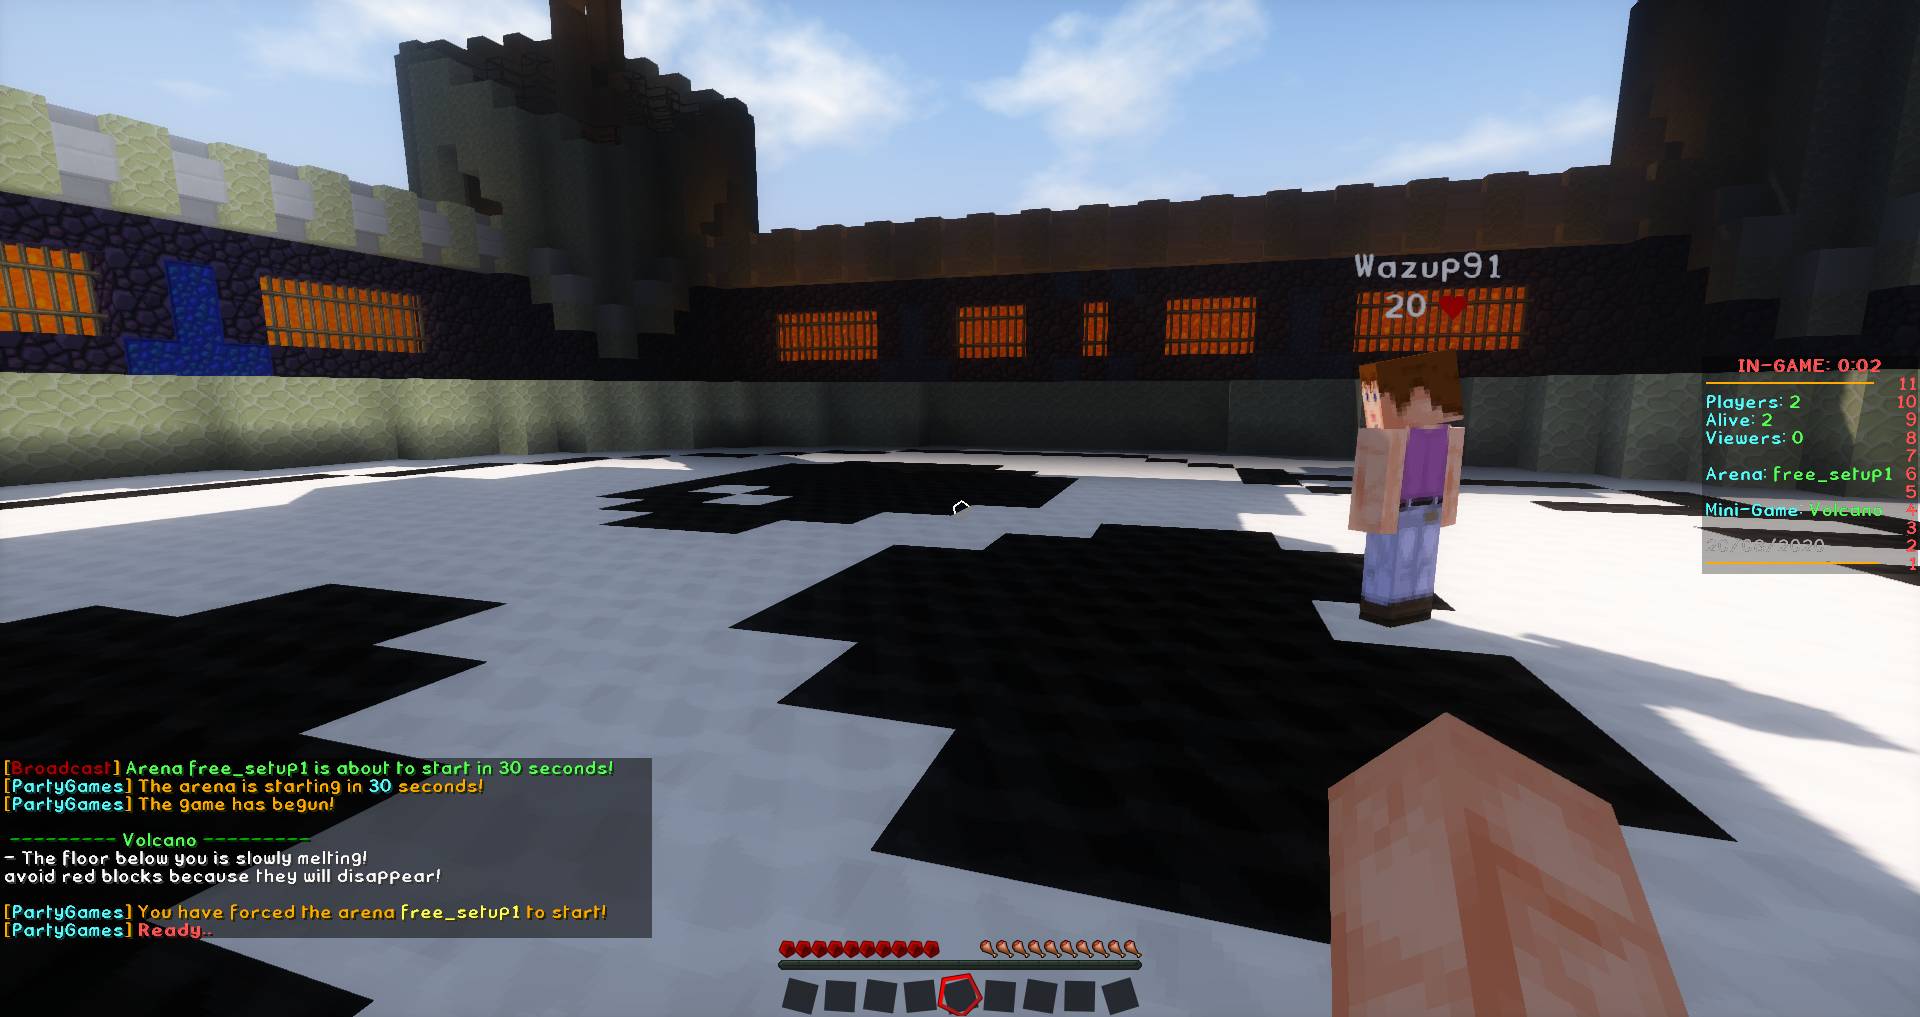 Wazup91
20
IN-GAME: 0:02
11
Players: 2 10
Alive: 2 9
Viewers: 0 8
7
Arena: free_setup1 6
5
Mini-Game: Volcano 4
3
2
1
[Broadcast] Arena free_setup1 is about to start in 30 seconds!
[PartyGames] The arena is starting in 30 seconds!
[PartyGames] The game has begun!
--------- Volcano ---------
- The floor below you is slowly melting!
avoid red blocks because they will disappear!
[PartyGames] You have forced the arena free_setup1 to start!
[PartyGames] Ready..